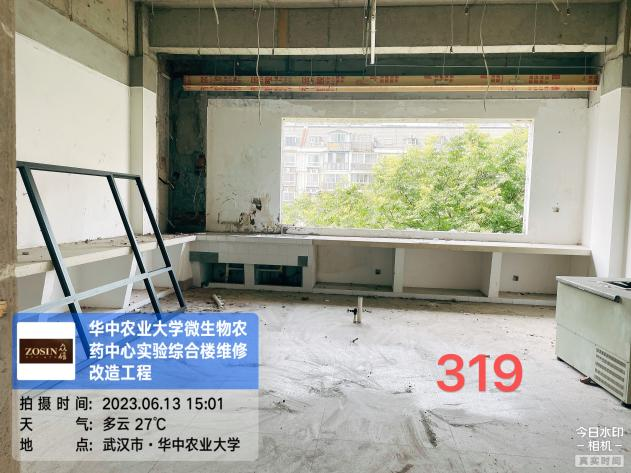 319
ZOSIN
众信
华中农业大学微生物农
药中心实验综合楼维修
改造工程
拍摄时间: 2023.06.13 15:01
天 气: 多云 27℃
地 点: 武汉市·华中农业大学
今日水印
相机
真实时间